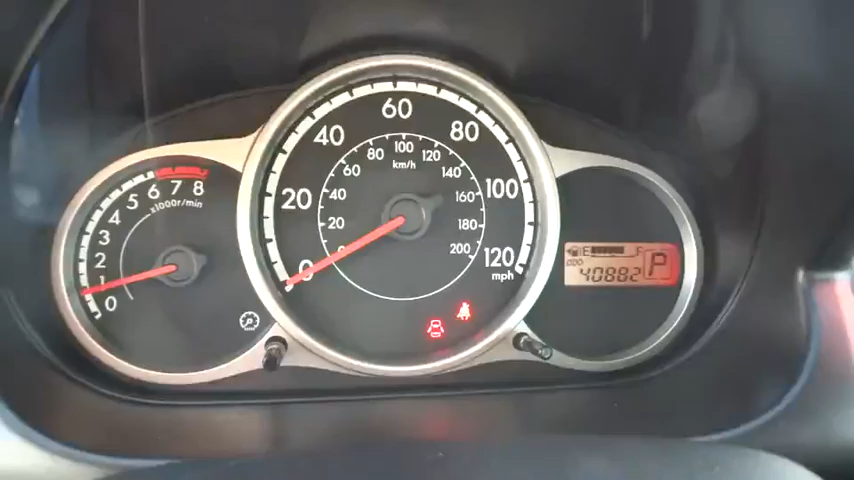 0 1 2 3 4 5 6 7 8
x1000r/min
P
0 20 40 60 80 100 120
mph
0 20 40 60 80 100 120 140 160 180 200
km/h
E F
ODO
40882
P